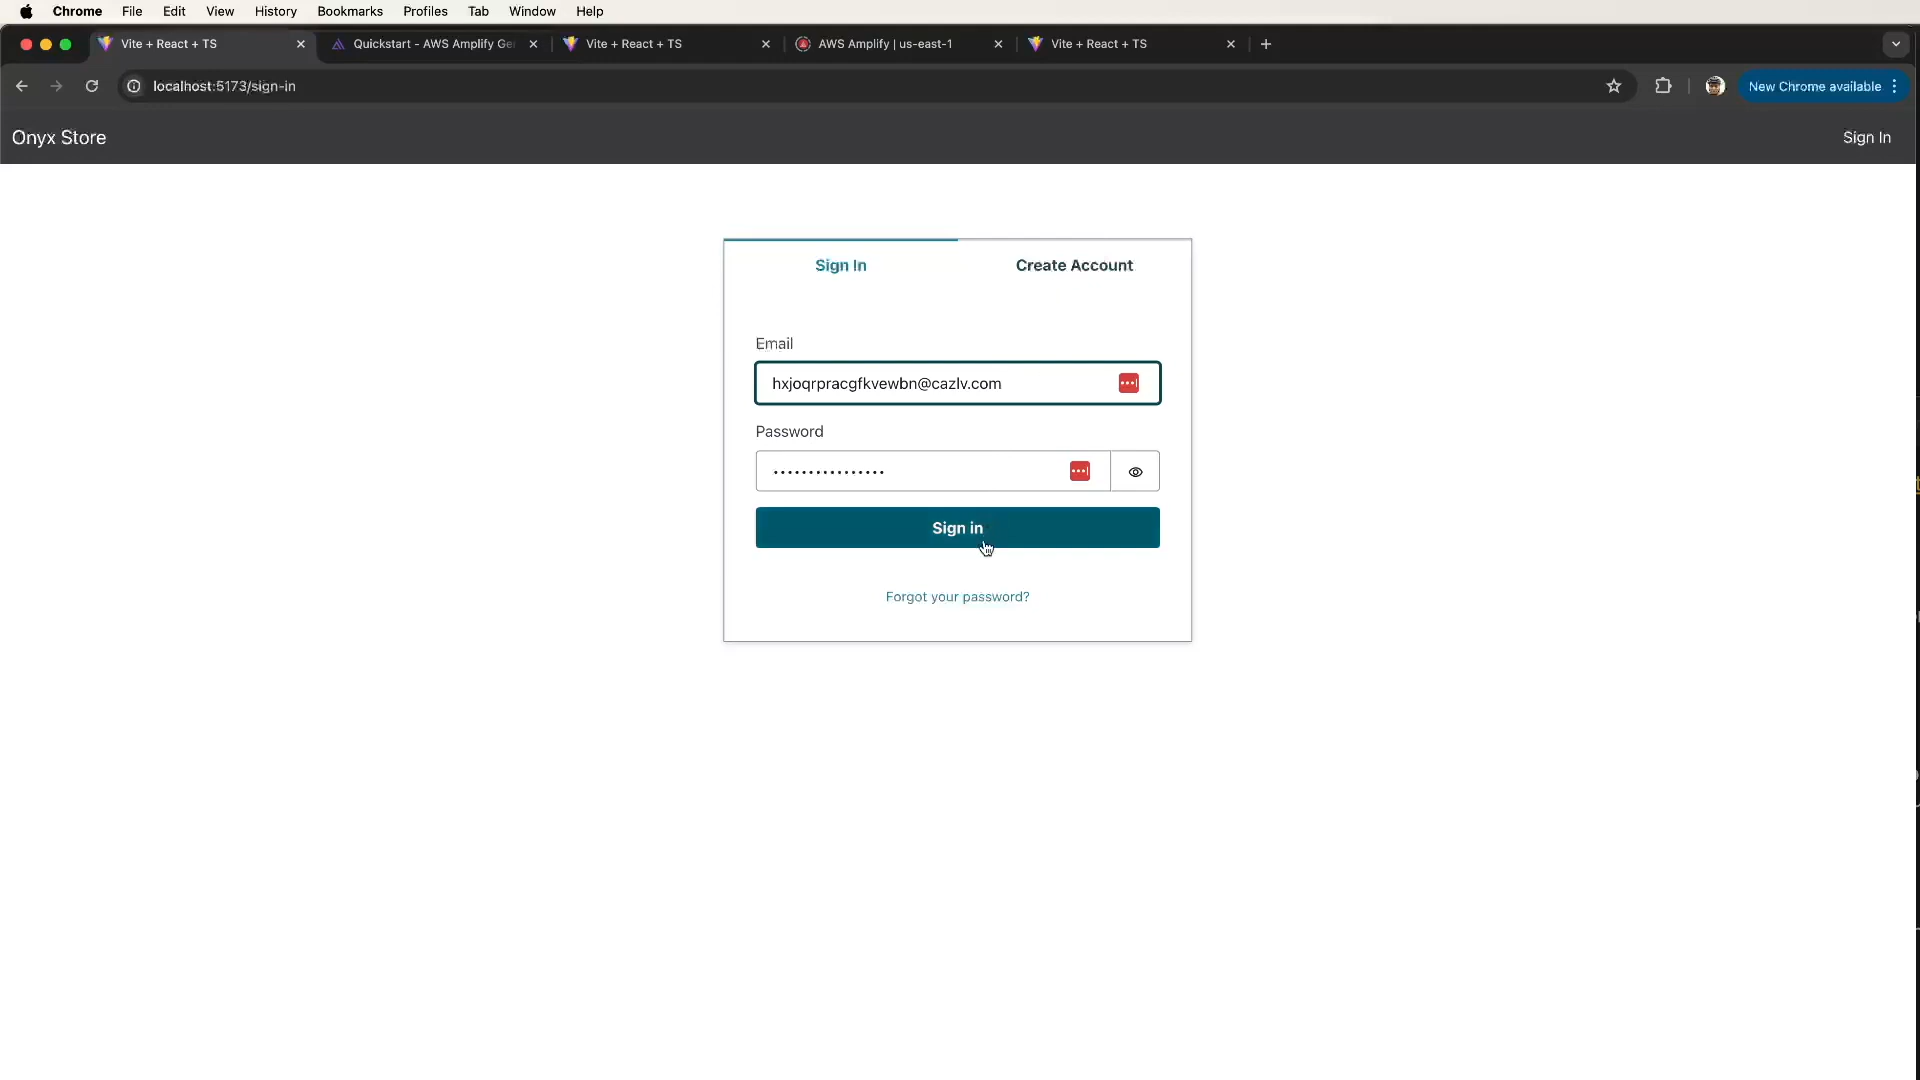 Chrome File Edit View History Bookmarks Profiles Tab Window Help
Vite + React + TS Quickstart - AWS Amplify Ge Vite + React + TS AWS Amplify | us-east-1 Vite + React + TS
localhost:5173/sign-in New Chrome available
Onyx Store Sign In
Sign In Create Account
Email
hxjoqrpracgfkvewbn@cazlv.com
Password
••••••••••••••••
Sign in
Forgot your password?